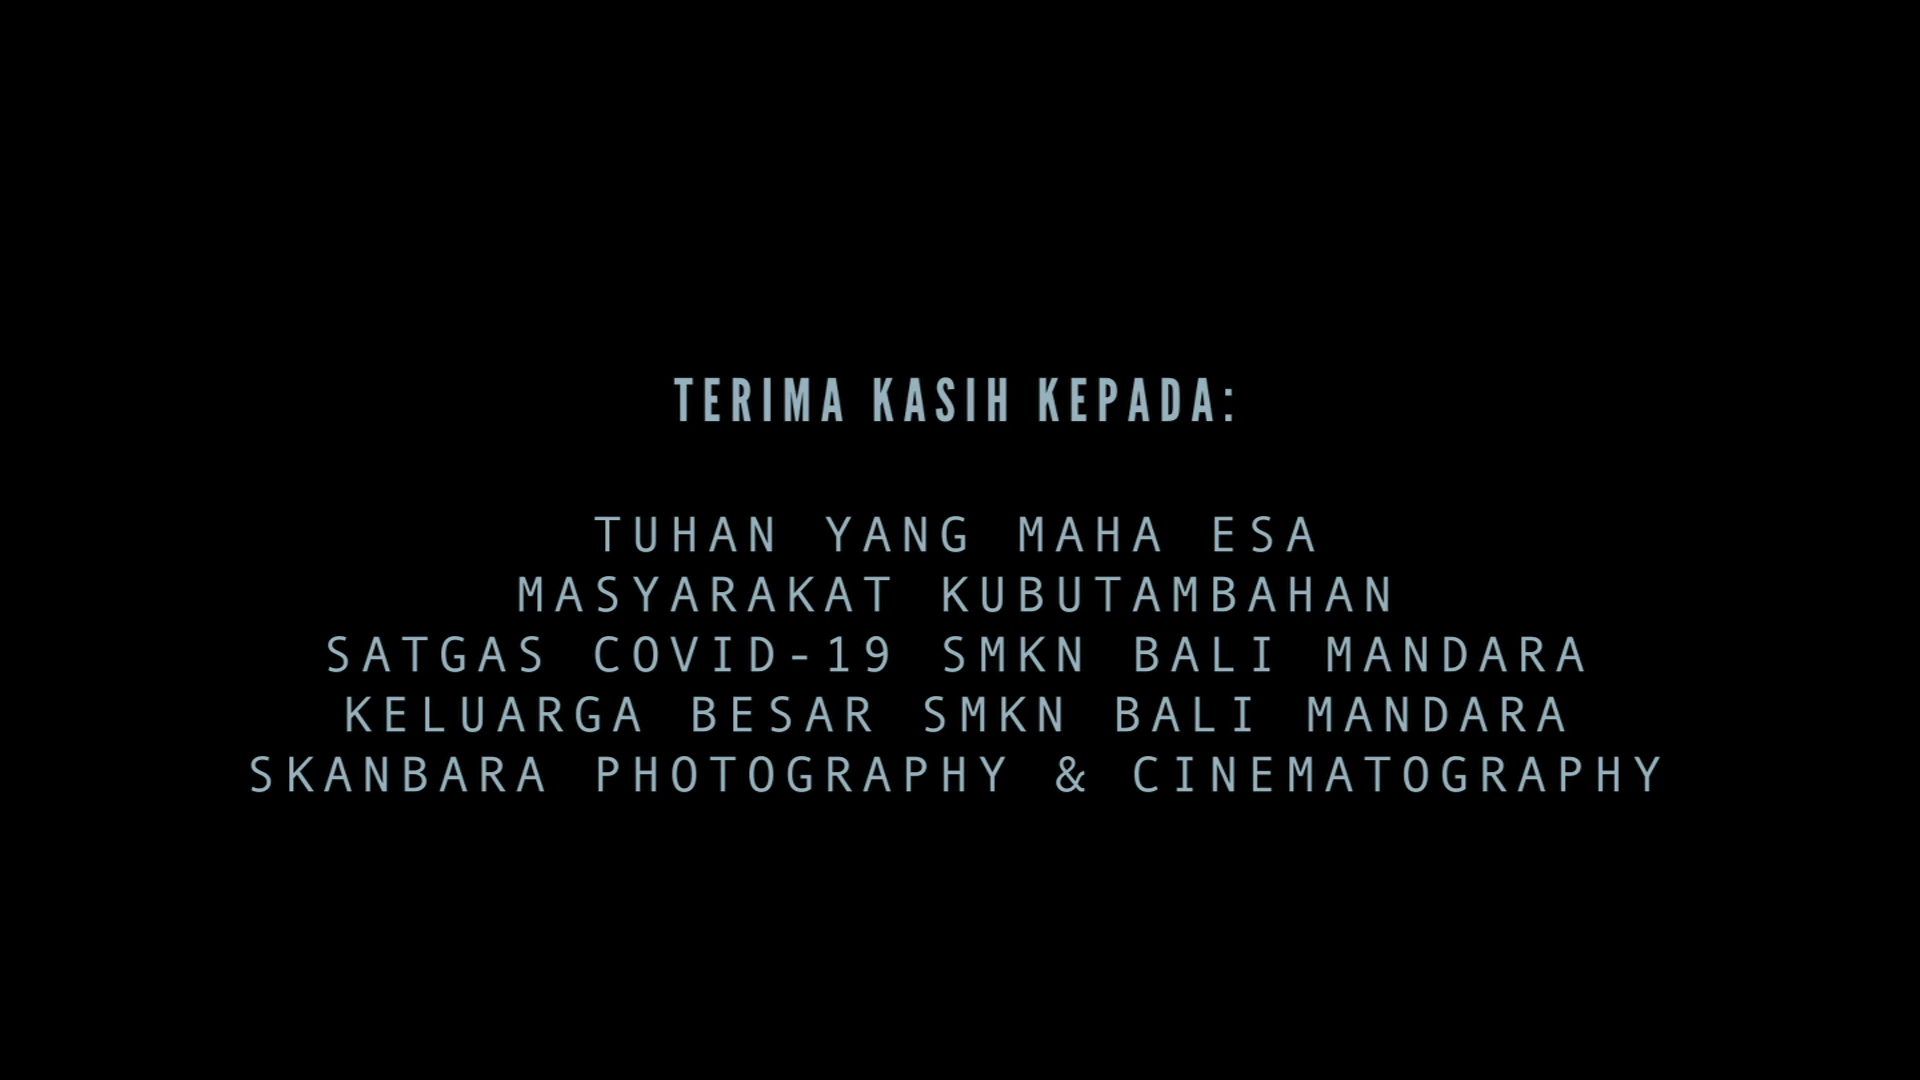 TERIMA KASIH KEPADA:
TUHAN YANG MAHA ESA
MASYARAKAT KUBUTAMBAHAN
SATGAS COVID-19 SMKN BALI MANDARA
KELUARGA BESAR SMKN BALI MANDARA
SKANBARA PHOTOGRAPHY & CINEMATOGRAPHY